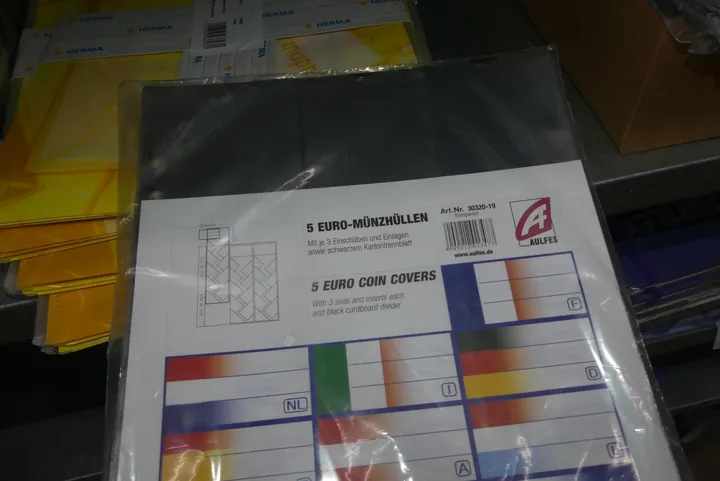 HERMA
HERMA
HERMA
5 EURO-MÜNZHÜLLEN
Mit je 3 Einschüben und Einlagen
sowie schwarzem Kartontrennblatt
Art.Nr. 30320-19
www.aulfes.de
AULFES
5 EURO COIN COVERS
With 3 slots and inserts each
and black cardboard divider
F
NL
I
D
A